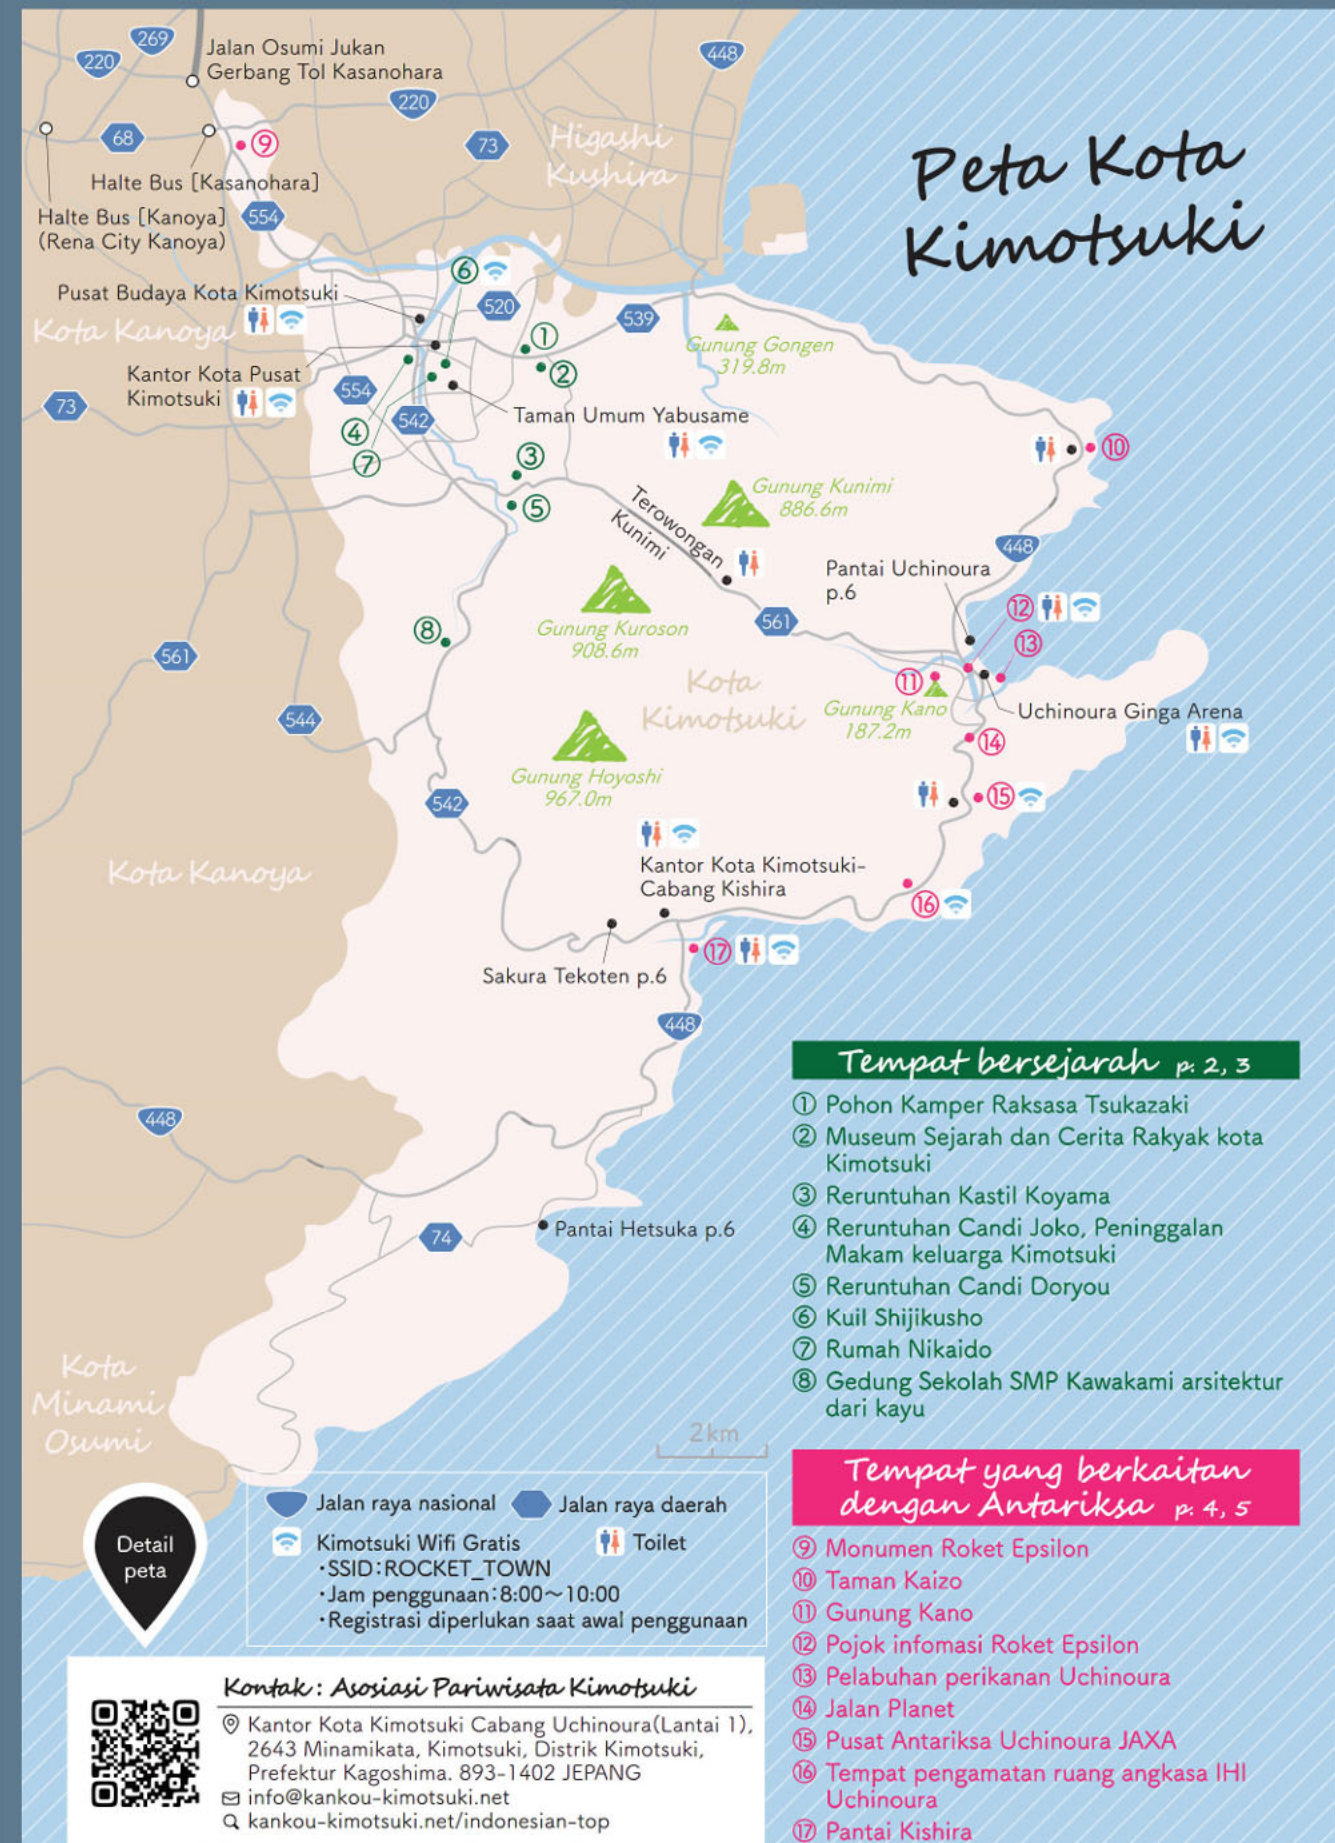 Peta Kota
Kimotsuki
269
220
Jalan Osumi Jukan
Gerbang Tol Kasanohara
448
220
68
⑨
73
Higashi
Kushira
Halte Bus [Kasanohara]
Halte Bus [Kanoya]
(Rena City Kanoya)
554
⑥
Pusat Budaya Kota Kimotsuki
520
539
Kota Kanoya
①
②
Gunung Gongen
319.8m
Kantor Kota Pusat
Kimotsuki
554
73
542
Taman Umum Yabusame
④
⑦
③
⑤
⑩
Gunung Kunimi
886.6m
Terowongan
Kunimi
448
Pantai Uchinoura
p.6
⑫
561
⑬
⑧
Gunung Kuroson
908.6m
561
Kota
Kimotsuki
⑪
Gunung Kano
187.2m
Uchinoura Ginga Arena
544
⑭
Gunung Hoyoshi
967.0m
542
⑮
Kota Kanoya
Kantor Kota Kimotsuki-
Cabang Kishira
⑯
⑰
Sakura Tekoten p.6
448
448
74
Pantai Hetsuka p.6
Kota
Minami
Osumi
2km
Tempat bersejarah p. 2, 3
① Pohon Kamper Raksasa Tsukazaki
② Museum Sejarah dan Cerita Rakyak kota
Kimotsuki
③ Reruntuhan Kastil Koyama
④ Reruntuhan Candi Joko, Peninggalan
Makam keluarga Kimotsuki
⑤ Reruntuhan Candi Doryou
⑥ Kuil Shijikusho
⑦ Rumah Nikaido
⑧ Gedung Sekolah SMP Kawakami arsitektur
dari kayu
Tempat yang berkaitan
dengan Antariksa p. 4, 5
⑨ Monumen Roket Epsilon
⑩ Taman Kaizo
⑪ Gunung Kano
⑫ Pojok infomasi Roket Epsilon
⑬ Pelabuhan perikanan Uchinoura
⑭ Jalan Planet
⑮ Pusat Antariksa Uchinoura JAXA
⑯ Tempat pengamatan ruang angkasa IHI
Uchinoura
⑰ Pantai Kishira
Detail
peta
Jalan raya nasional Jalan raya daerah
Kimotsuki Wifi Gratis Toilet
・SSID:ROCKET_TOWN
・Jam penggunaan:8:00～10:00
・Registrasi diperlukan saat awal penggunaan
Kontak : Asosiasi Pariwisata Kimotsuki
Kantor Kota Kimotsuki Cabang Uchinoura(Lantai 1),
2643 Minamikata, Kimotsuki, Distrik Kimotsuki,
Prefektur Kagoshima. 893-1402 JEPANG
info@kankou-kimotsuki.net
kankou-kimotsuki.net/indonesian-top